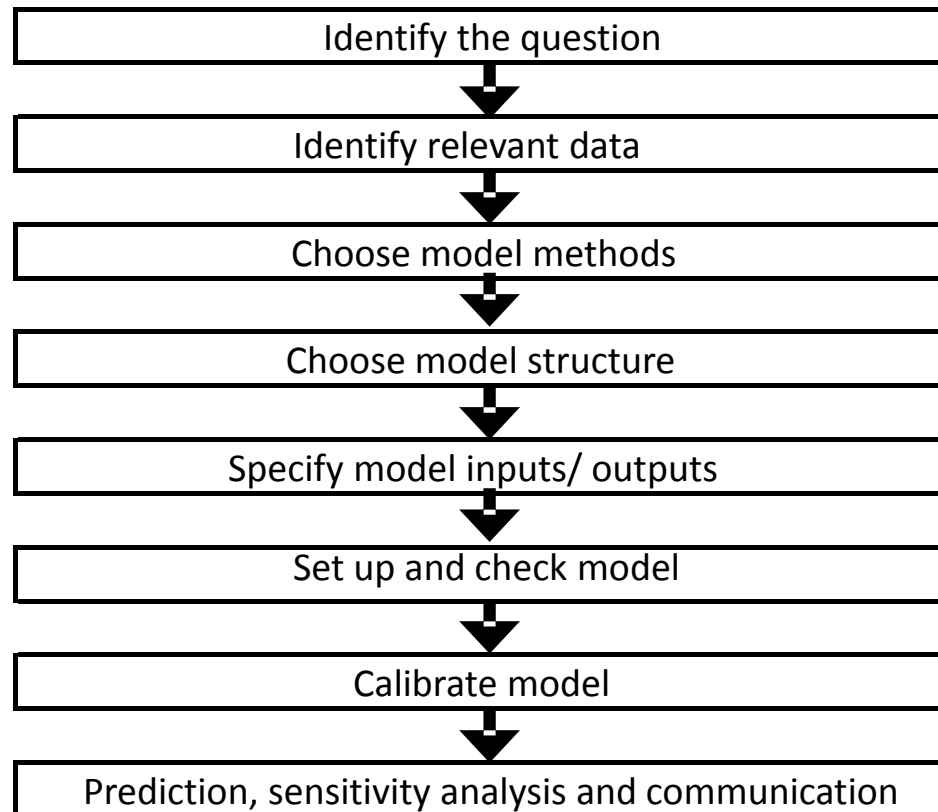 Identify the question
Identify relevant data
Choose model methods
Choose model structure
Specify model inputs/ outputs
Set up and check model
Calibrate model
Prediction, sensitivity analysis and communication